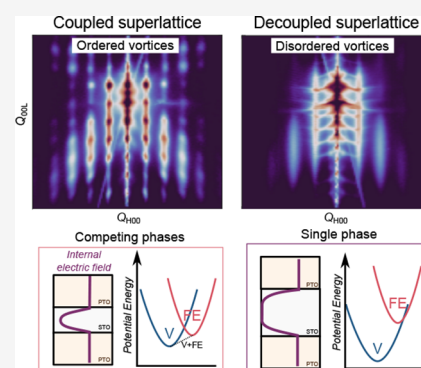 Coupled superlattice
Decoupled superlattice
Ordered vortices
Disordered vortices
Q00L
QH00
QH00
Competing phases
Single phase
Internal
electric field
PTO
STO
PTO
Potential Energy
V
FE
V+FE
PTO
STO
PTO
Potential Energy
FE
V